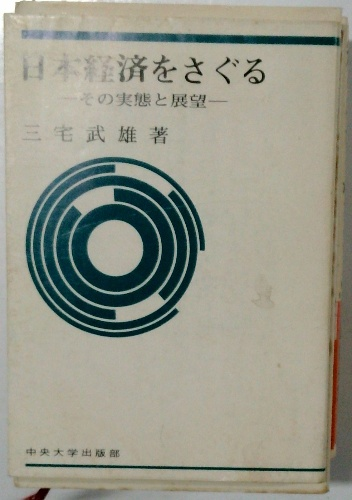 日本経済をさぐる
―その実態と展望―
三宅武雄著
中央大学出版部